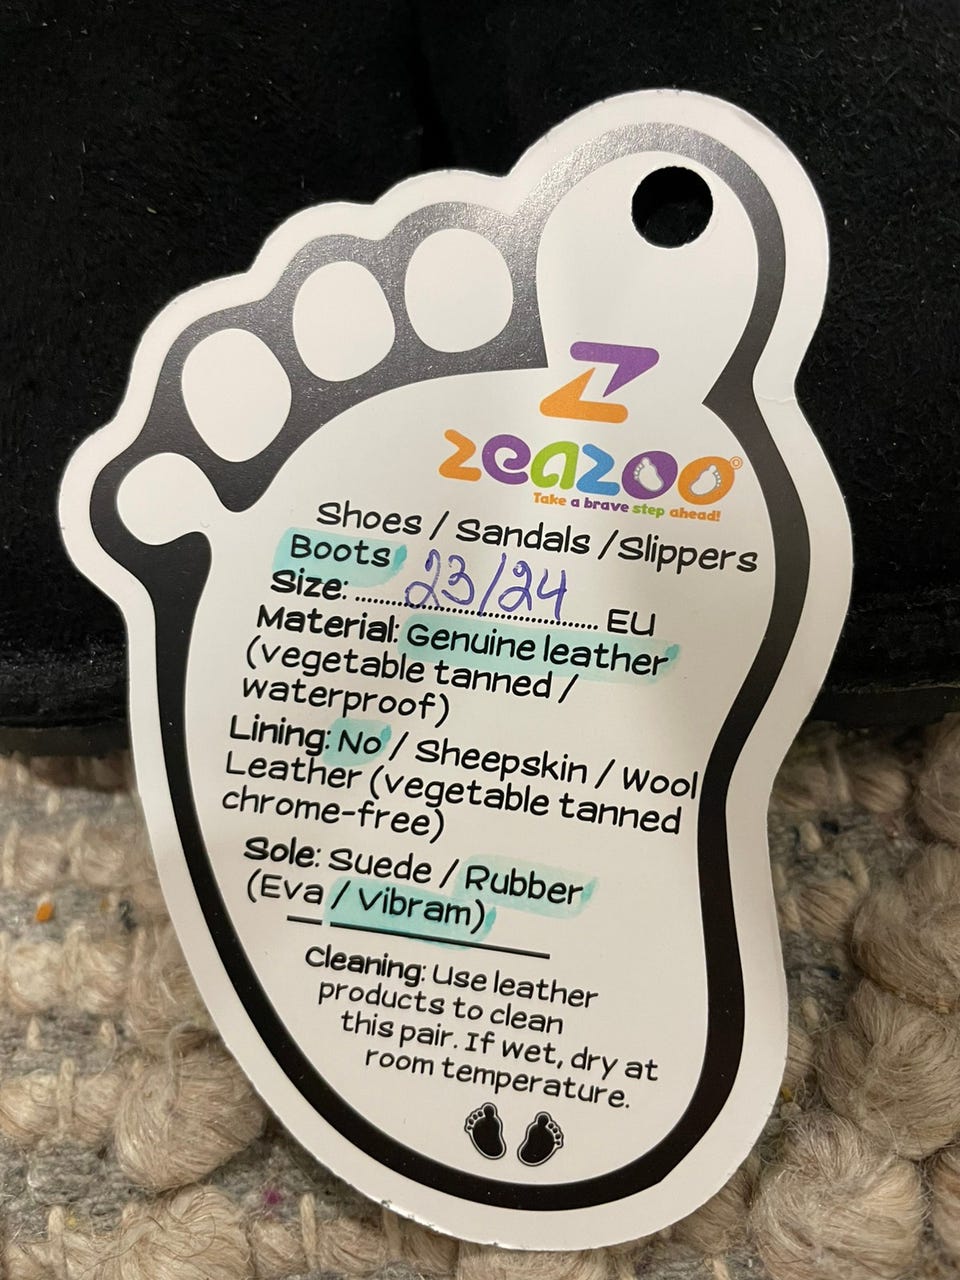 Z
zeazoo®
Take a brave step ahead!
Shoes / Sandals / Slippers
Boots
Size: 23/24 EU
Material: Genuine leather
(vegetable tanned /
waterproof)
Lining: No / Sheepskin / Wool
Leather (vegetable tanned
chrome-free)
Sole: Suede / Rubber
(Eva / Vibram)
Cleaning: Use leather
products to clean
this pair. If wet, dry at
room temperature.